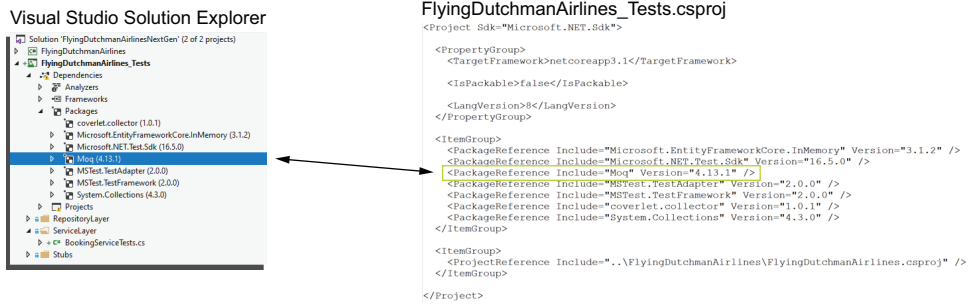 Visual Studio Solution Explorer
Solution 'FlyingDutchmanAirlinesNextGen' (2 of 2 projects)
FlyingDutchmanAirlines
FlyingDutchmanAirlines_Tests
Dependencies
Analyzers
Frameworks
Packages
coverlet.collector (1.0.1)
Microsoft.EntityFrameworkCore.InMemory (3.1.2)
Microsoft.NET.Test.Sdk (16.5.0)
Moq (4.13.1)
MSTest.TestAdapter (2.0.0)
MSTest.TestFramework (2.0.0)
System.Collections (4.3.0)
Projects
RepositoryLayer
ServiceLayer
BookingServiceTests.cs
Stubs
FlyingDutchmanAirlines_Tests.csproj
<Project Sdk="Microsoft.NET.Sdk">
<PropertyGroup>
<TargetFramework>netcoreapp3.1</TargetFramework>
<IsPackable>false</IsPackable>
<LangVersion>8</LangVersion>
</PropertyGroup>
<ItemGroup>
<PackageReference Include="Microsoft.EntityFrameworkCore.InMemory" Version="3.1.2" />
<PackageReference Include="Microsoft.NET.Test.Sdk" Version="16.5.0" />
<PackageReference Include="Moq" Version="4.13.1" />
<PackageReference Include="MSTest.TestAdapter" Version="2.0.0" />
<PackageReference Include="MSTest.TestFramework" Version="2.0.0" />
<PackageReference Include="coverlet.collector" Version="1.0.1" />
<PackageReference Include="System.Collections" Version="4.3.0" />
</ItemGroup>
<ItemGroup>
<ProjectReference Include="..\FlyingDutchmanAirlines\FlyingDutchmanAirlines.csproj" />
</ItemGroup>
</Project>